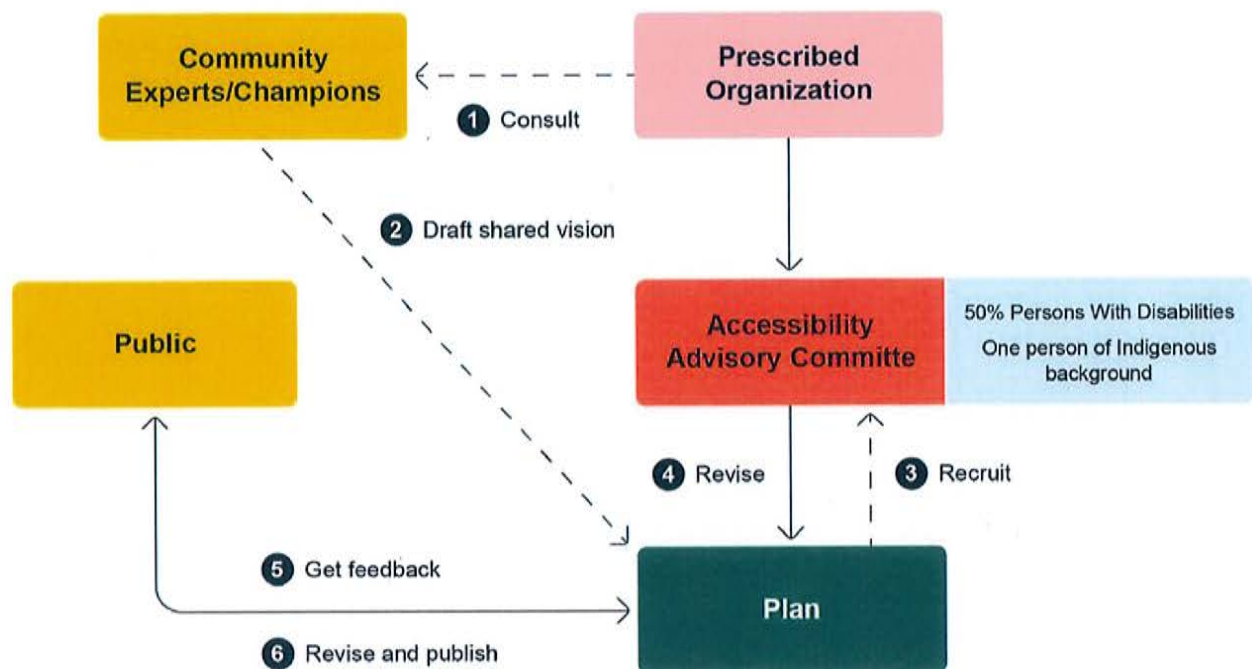 Community
Experts/Champions
Prescribed
Organization
1 Consult
2 Draft shared vision
Public
Accessibility
Advisory Committe
50% Persons With Disabilities
One person of Indigenous
background
4 Revise
3 Recruit
5 Get feedback
Plan
6 Revise and publish